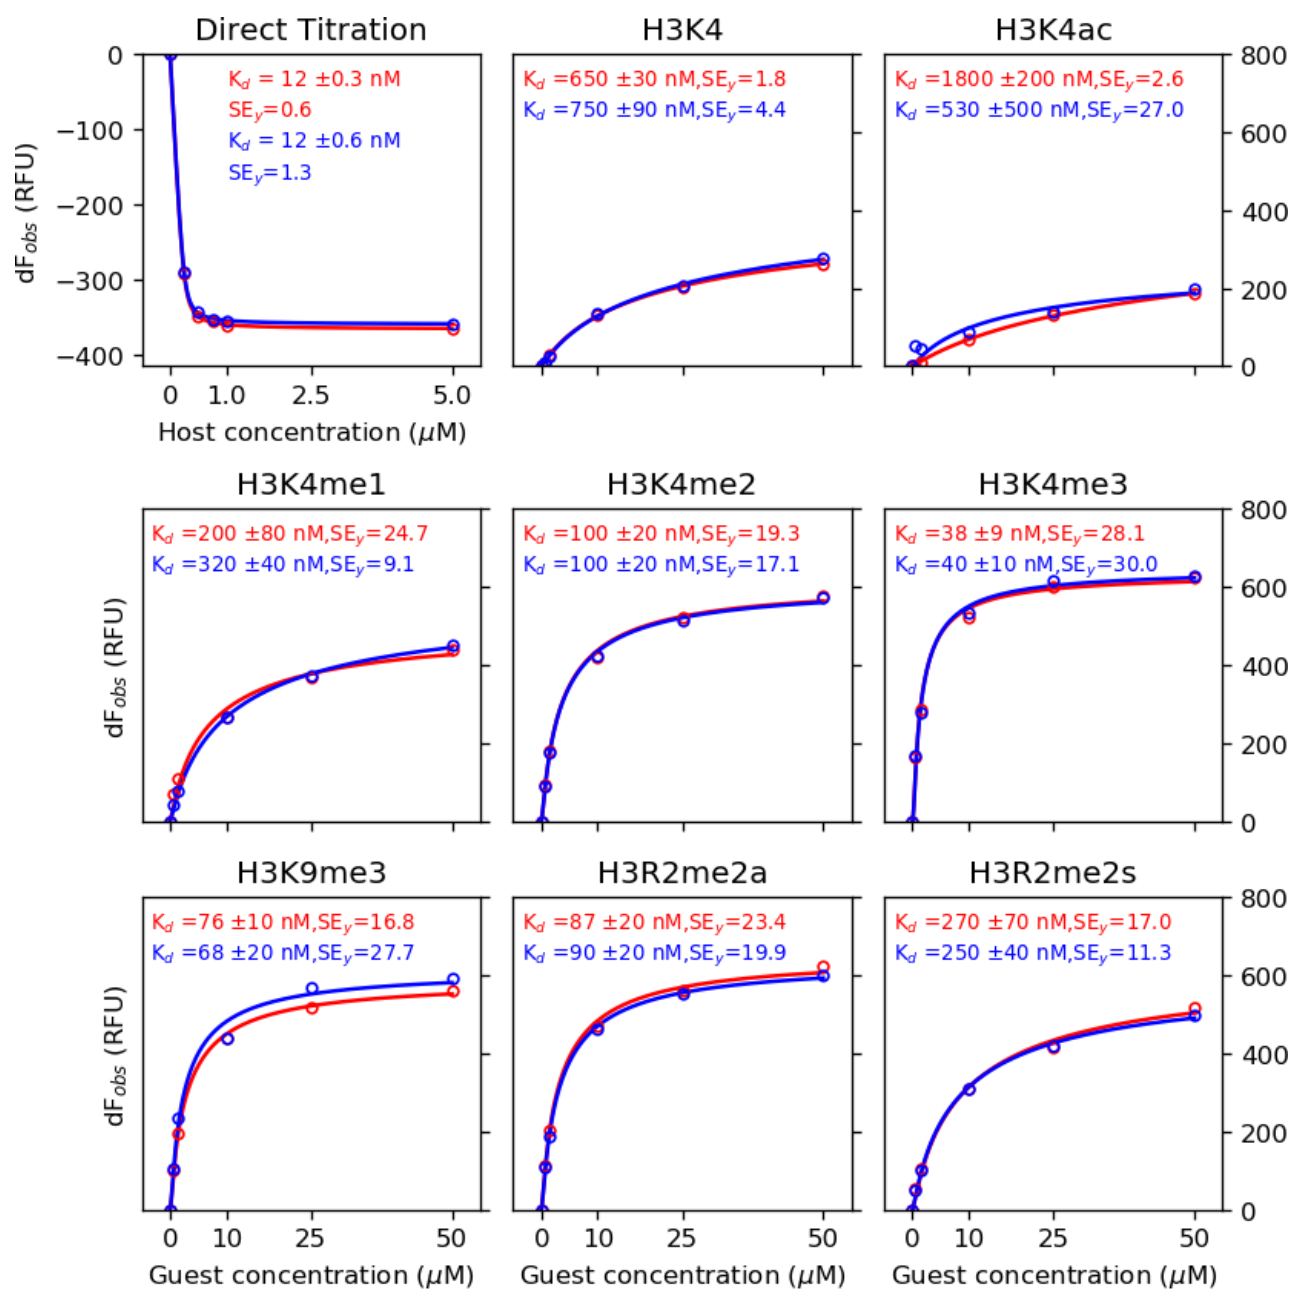 Direct Titration
H3K4
H3K4ac
0
−100
−200
−300
−400
dF_obs (RFU)
K_d = 12 ±0.3 nM
SE_y=0.6
K_d = 12 ±0.6 nM
SE_y=1.3
0 1.0 2.5 5.0
Host concentration (μM)
K_d =650 ±30 nM,SE_y=1.8
K_d =750 ±90 nM,SE_y=4.4
K_d =1800 ±200 nM,SE_y=2.6
K_d =530 ±500 nM,SE_y=27.0
800
600
400
200
0
H3K4me1
H3K4me2
H3K4me3
dF_obs (RFU)
K_d =200 ±80 nM,SE_y=24.7
K_d =320 ±40 nM,SE_y=9.1
K_d =100 ±20 nM,SE_y=19.3
K_d =100 ±20 nM,SE_y=17.1
K_d =38 ±9 nM,SE_y=28.1
K_d =40 ±10 nM,SE_y=30.0
800
600
400
200
0
H3K9me3
H3R2me2a
H3R2me2s
dF_obs (RFU)
K_d =76 ±10 nM,SE_y=16.8
K_d =68 ±20 nM,SE_y=27.7
K_d =87 ±20 nM,SE_y=23.4
K_d =90 ±20 nM,SE_y=19.9
K_d =270 ±70 nM,SE_y=17.0
K_d =250 ±40 nM,SE_y=11.3
800
600
400
200
0
0 10 25 50
0 10 25 50
0 10 25 50
Guest concentration (μM)
Guest concentration (μM)
Guest concentration (μM)